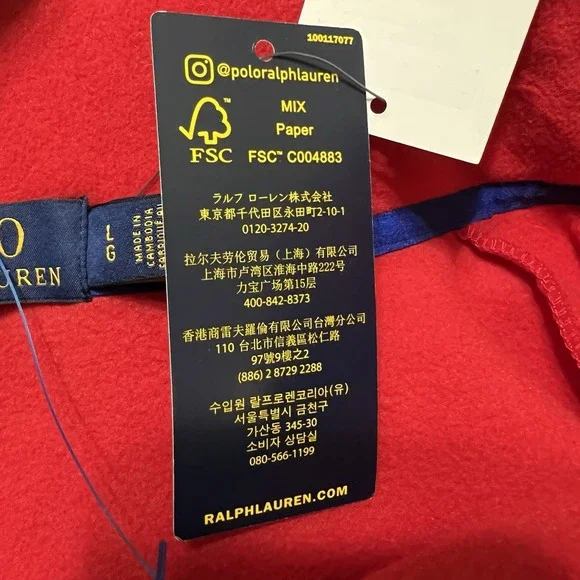 100117077
@poloralphlauren
MIX
Paper
FSC™ C004883
FSC
ラルフ ローレン株式会社
東京都千代田区永田町2-10-1
0120-3274-20
拉尔夫劳伦贸易（上海）有限公司
上海市卢湾区淮海中路222号
力宝广场第15层
400-842-8373
香港商雷夫羅倫有限公司台灣分公司
110 台北市信義區松仁路
97號9樓之2
(886) 2 8729 2288
수입원 랄프로렌코리아(유)
서울특별시 금천구
가산동 345-30
소비자 상담실
080-566-1199
RALPHLAUREN.COM
O
UREN
L
G
MADE IN
CAMBODIA